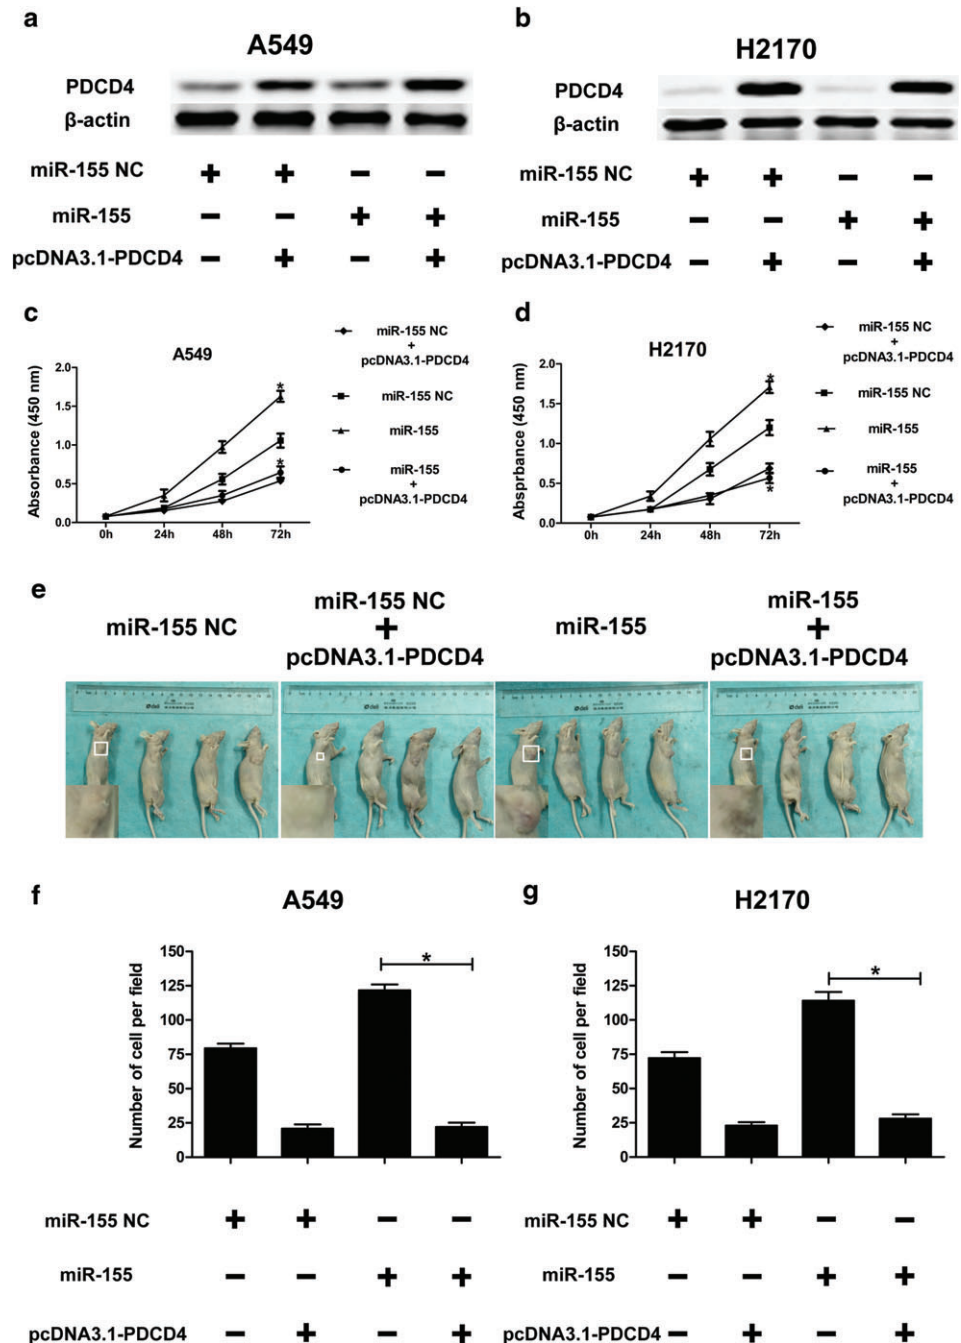 a
A549
PDCD4
β-actin
miR-155 NC + + − −
miR-155 − − + +
pcDNA3.1-PDCD4 − + − +
b
H2170
PDCD4
β-actin
miR-155 NC + + − −
miR-155 − − + +
pcDNA3.1-PDCD4 − + − +
c
A549
Absorbance (450 nm)
2.0
1.5
1.0
0.5
0.0
0h 24h 48h 72h
*
*
miR-155 NC
+
pcDNA3.1-PDCD4
miR-155 NC
miR-155
miR-155
+
pcDNA3.1-PDCD4
d
H2170
Absprbance (450 nm)
2.0
1.5
1.0
0.5
0.0
0h 24h 48h 72h
*
*
miR-155 NC
+
pcDNA3.1-PDCD4
miR-155 NC
miR-155
miR-155
+
pcDNA3.1-PDCD4
e
miR-155 NC
miR-155 NC
+
pcDNA3.1-PDCD4
miR-155
miR-155
+
pcDNA3.1-PDCD4
deli
deli
deli
deli
f
A549
Number of cell per field
150
125
100
75
50
25
0
*
miR-155 NC + + − −
miR-155 − − + +
pcDNA3.1-PDCD4 − + − +
g
H2170
Number of cell per field
150
125
100
75
50
25
0
*
miR-155 NC + + − −
miR-155 − − + +
pcDNA3.1-PDCD4 − + − +